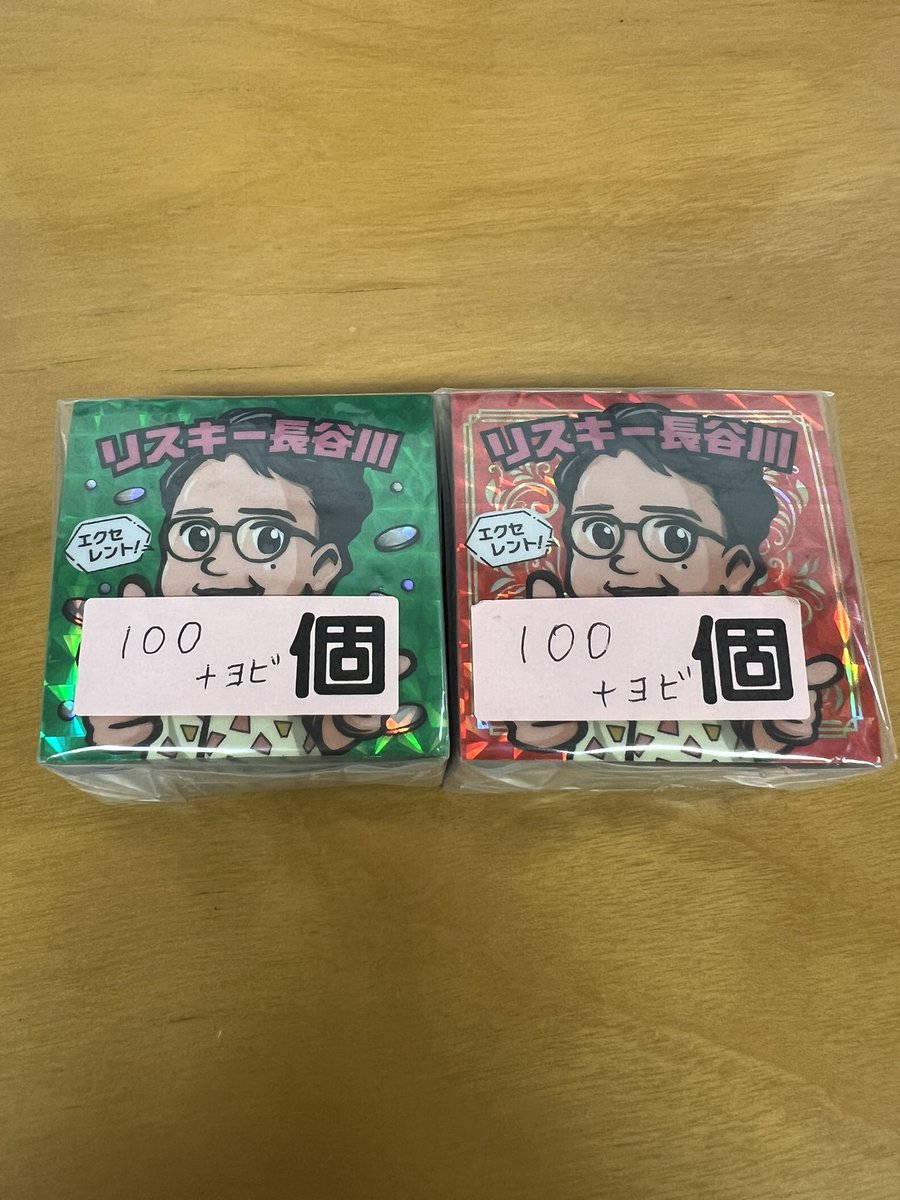 リスキー長谷川
エクセ
レント!
100
+ヨビ
個
リスキー長谷川
エクセ
レント!
100
+ヨビ
個